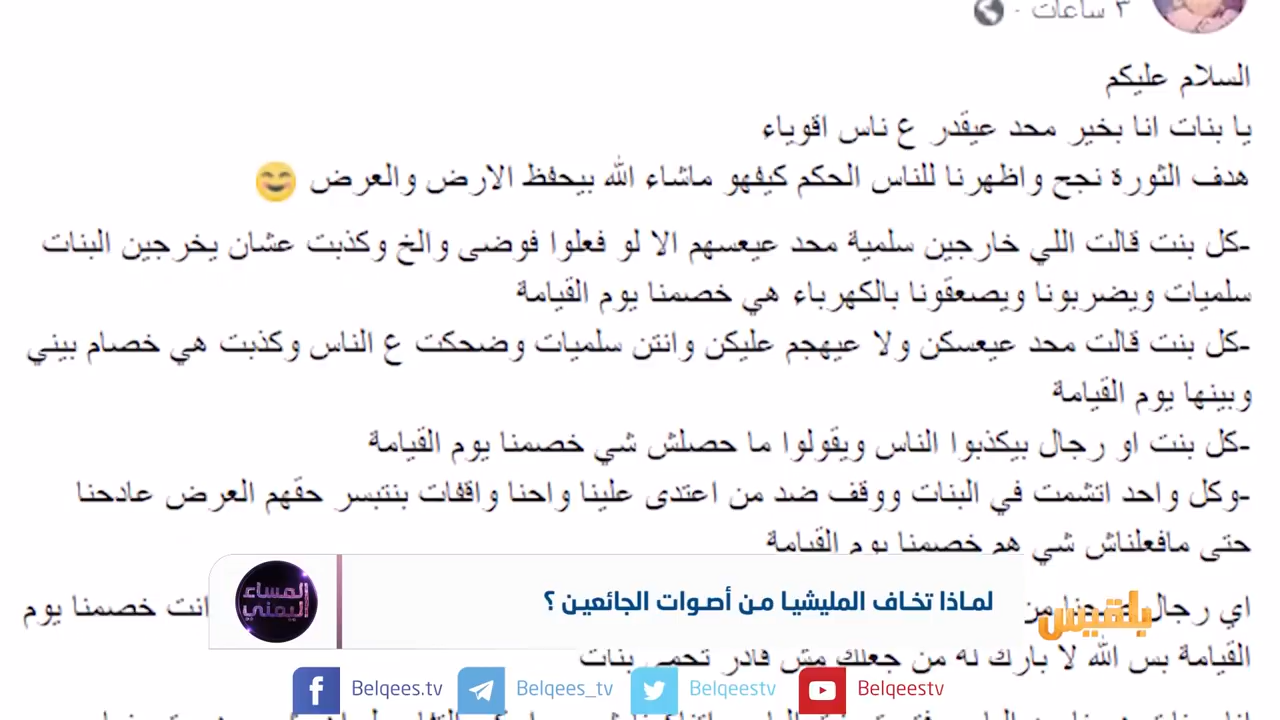 ٣ ساعات ·
السلام عليكم
يا بنات انا بخير محد عيقدر ع ناس اقوياء
هدف الثورة نجح واظهرنا للناس الحكم كيفهو ماشاء الله بيحفظ الارض والعرض 😊
-كل بنت قالت اللي خارجين سلمية محد عيعسهم الا لو فعلوا فوضى والخ وكذبت عشان يخرجين البنات
سلميات ويضربونا ويصعقونا بالكهرباء هي خصمنا يوم القيامة
-كل بنت قالت محد عيعسكن ولا عيهجم عليكن وانتن سلميات وضحكت ع الناس وكذبت هي خصام بيني
وبينها يوم القيامة
-كل بنت او رجال بيكذبوا الناس ويقولوا ما حصلش شي خصمنا يوم القيامة
-وكل واحد اتشمت في البنات ووقف ضد من اعتدى علينا واحنا واقفات بنتبسر حقهم العرض عادحنا
حتى مافعلناش شي هم خصمنا يوم القيامة
اي رجال من انت خصمنا يوم
القيامة بس الله لا بارك له من جعلك مش قادر تحمي بنات
المساء اليمني
لماذا تخاف المليشيا من أصوات الجائعين ؟
بلقيس
Belqees.tv
Belqees_tv
Belqeestv
Belqeestv